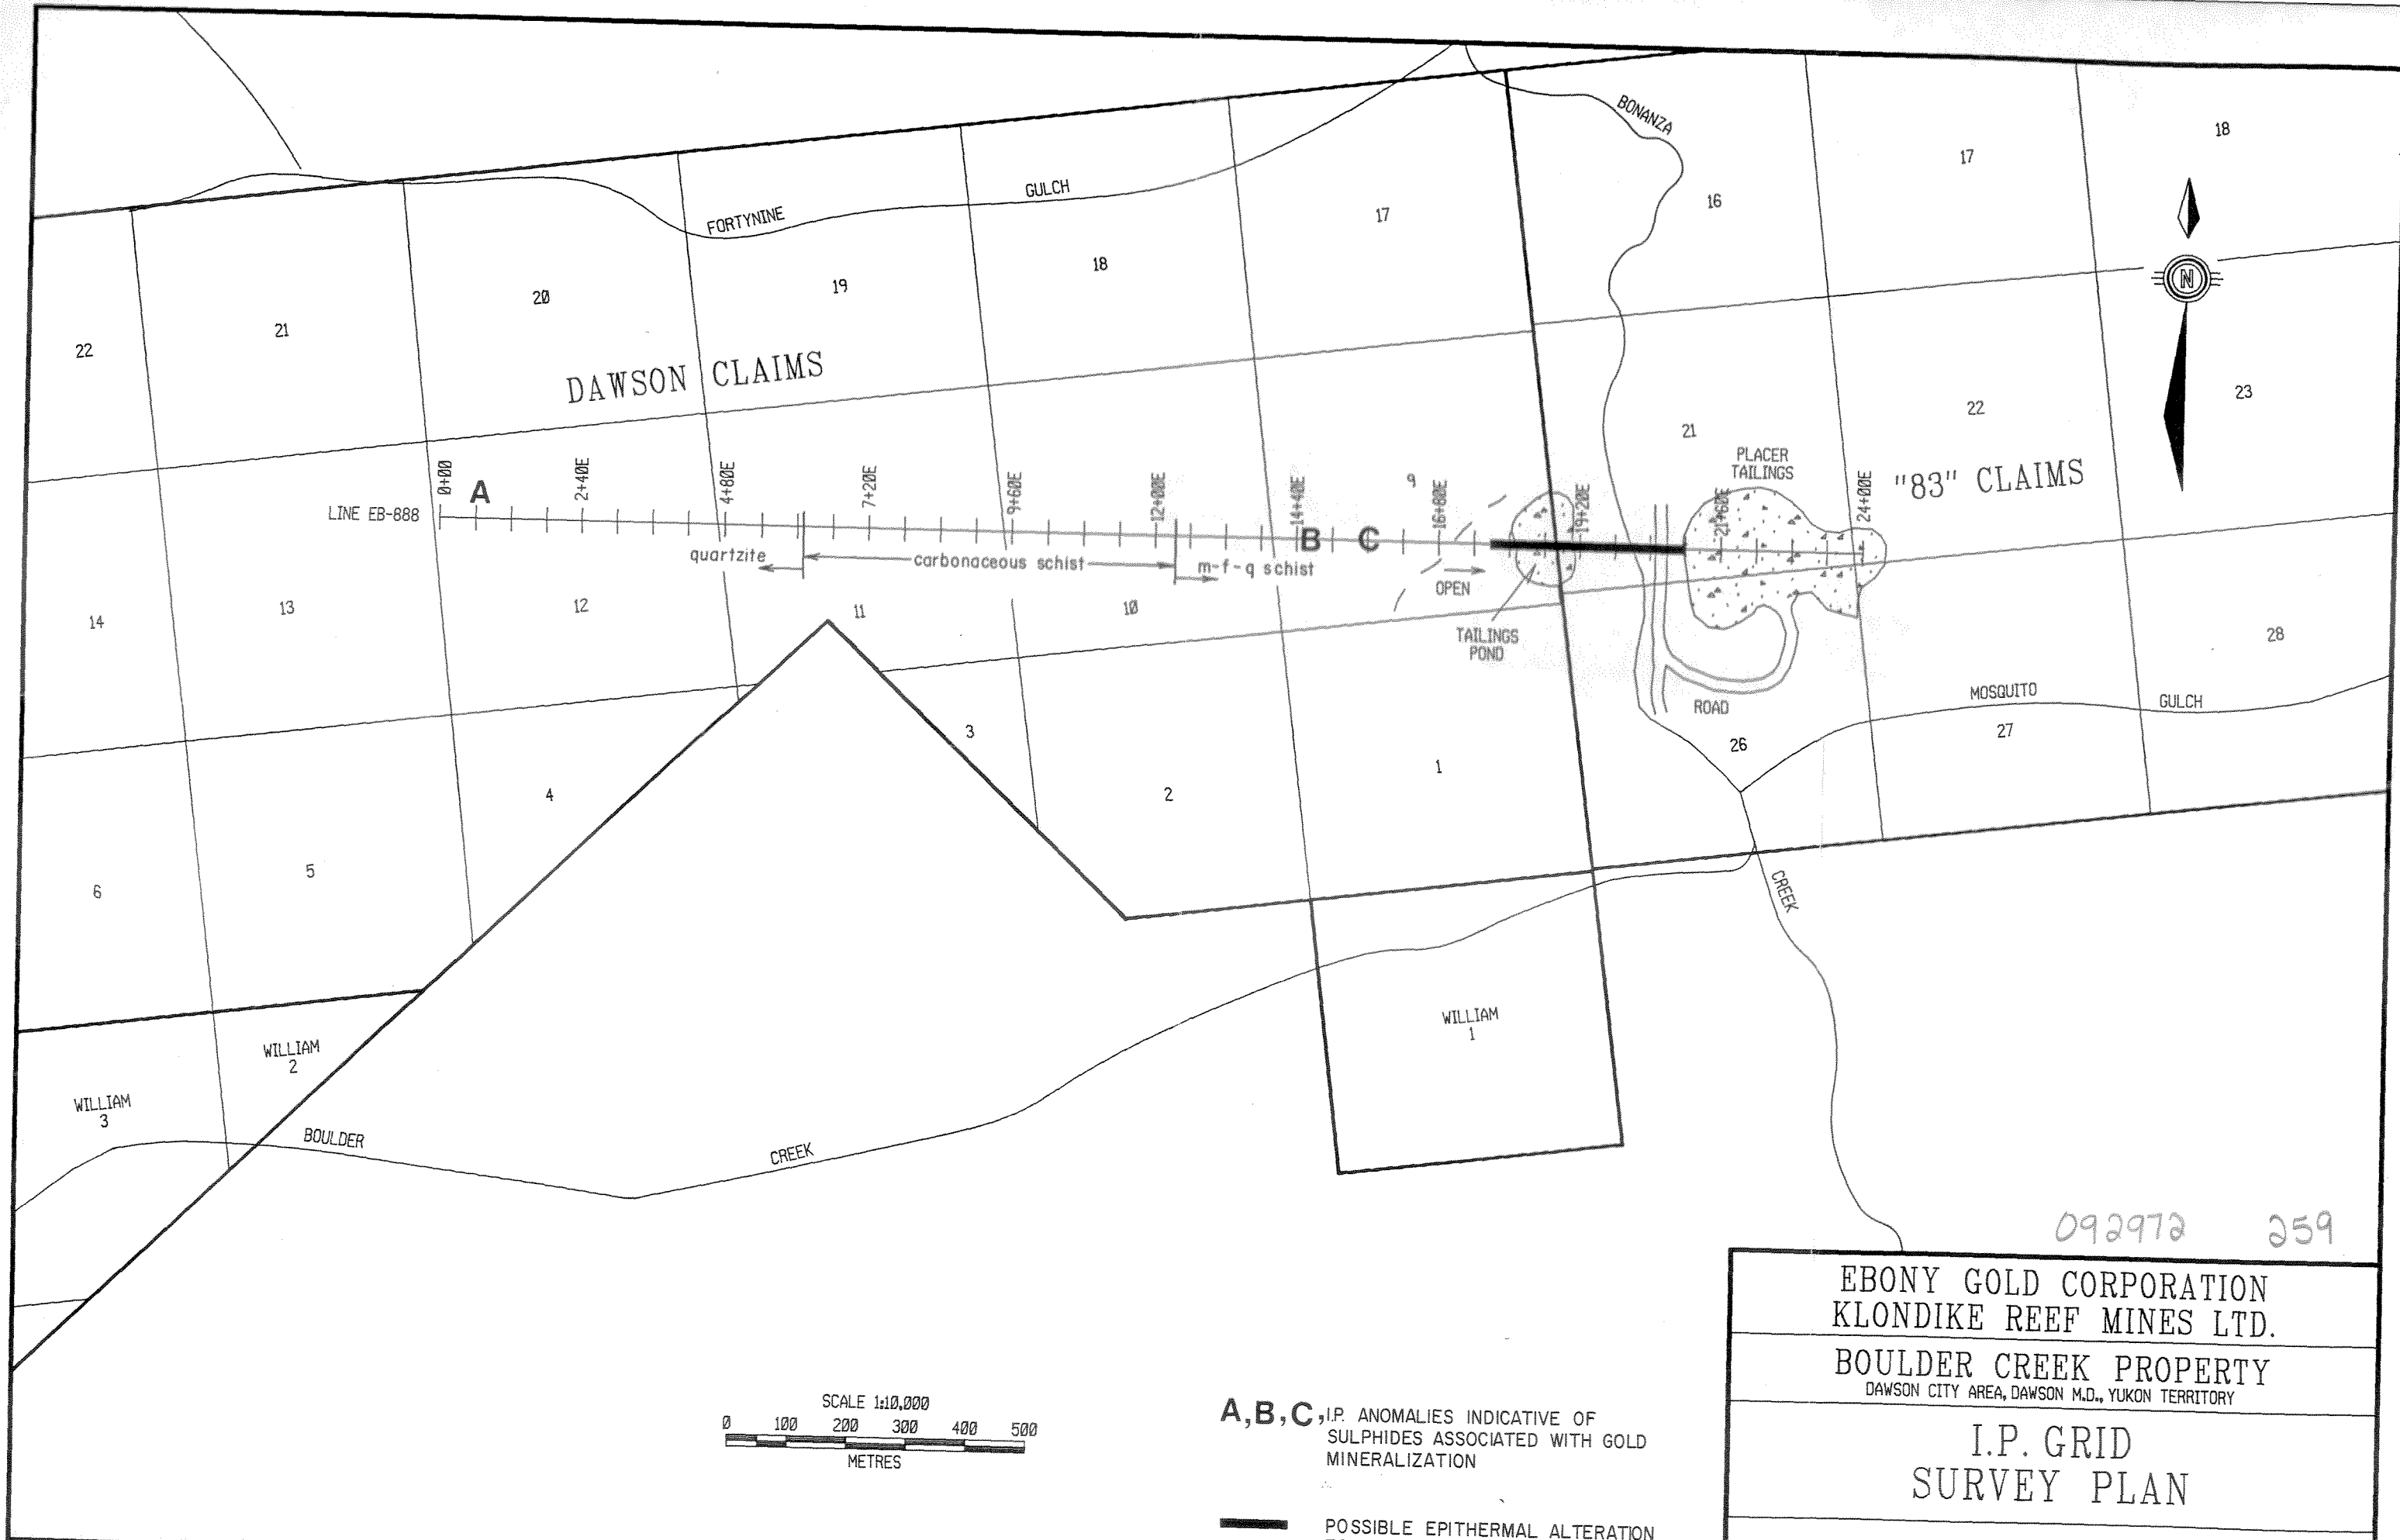 BONANZA
18
17
16
GULCH
FORTYNINE
17
18
19
20
21
22
N
DAWSON CLAIMS
23
22
21
PLACER
TAILINGS
"83" CLAIMS
LINE EB-888
0+00
A
2+40E
4+80E
7+20E
9+60E
12+00E
14+40E
B
C
9
16+80E
19+20E
21+60E
24+00E
quartzite
carbonaceous schist
m-f-q schist
OPEN
TAILINGS
POND
14
13
12
11
10
28
MOSQUITO
GULCH
ROAD
26
27
3
4
2
1
5
6
CREEK
WILLIAM
1
WILLIAM
2
WILLIAM
3
BOULDER
CREEK
092972 259
EBONY GOLD CORPORATION
KLONDIKE REEF MINES LTD.
BOULDER CREEK PROPERTY
DAWSON CITY AREA, DAWSON M.D., YUKON TERRITORY
I.P. GRID
SURVEY PLAN
SCALE 1:10,000
0 100 200 300 400 500
METRES
A,B,C, I.P. ANOMALIES INDICATIVE OF
SULPHIDES ASSOCIATED WITH GOLD
MINERALIZATION
POSSIBLE EPITHERMAL ALTERATION